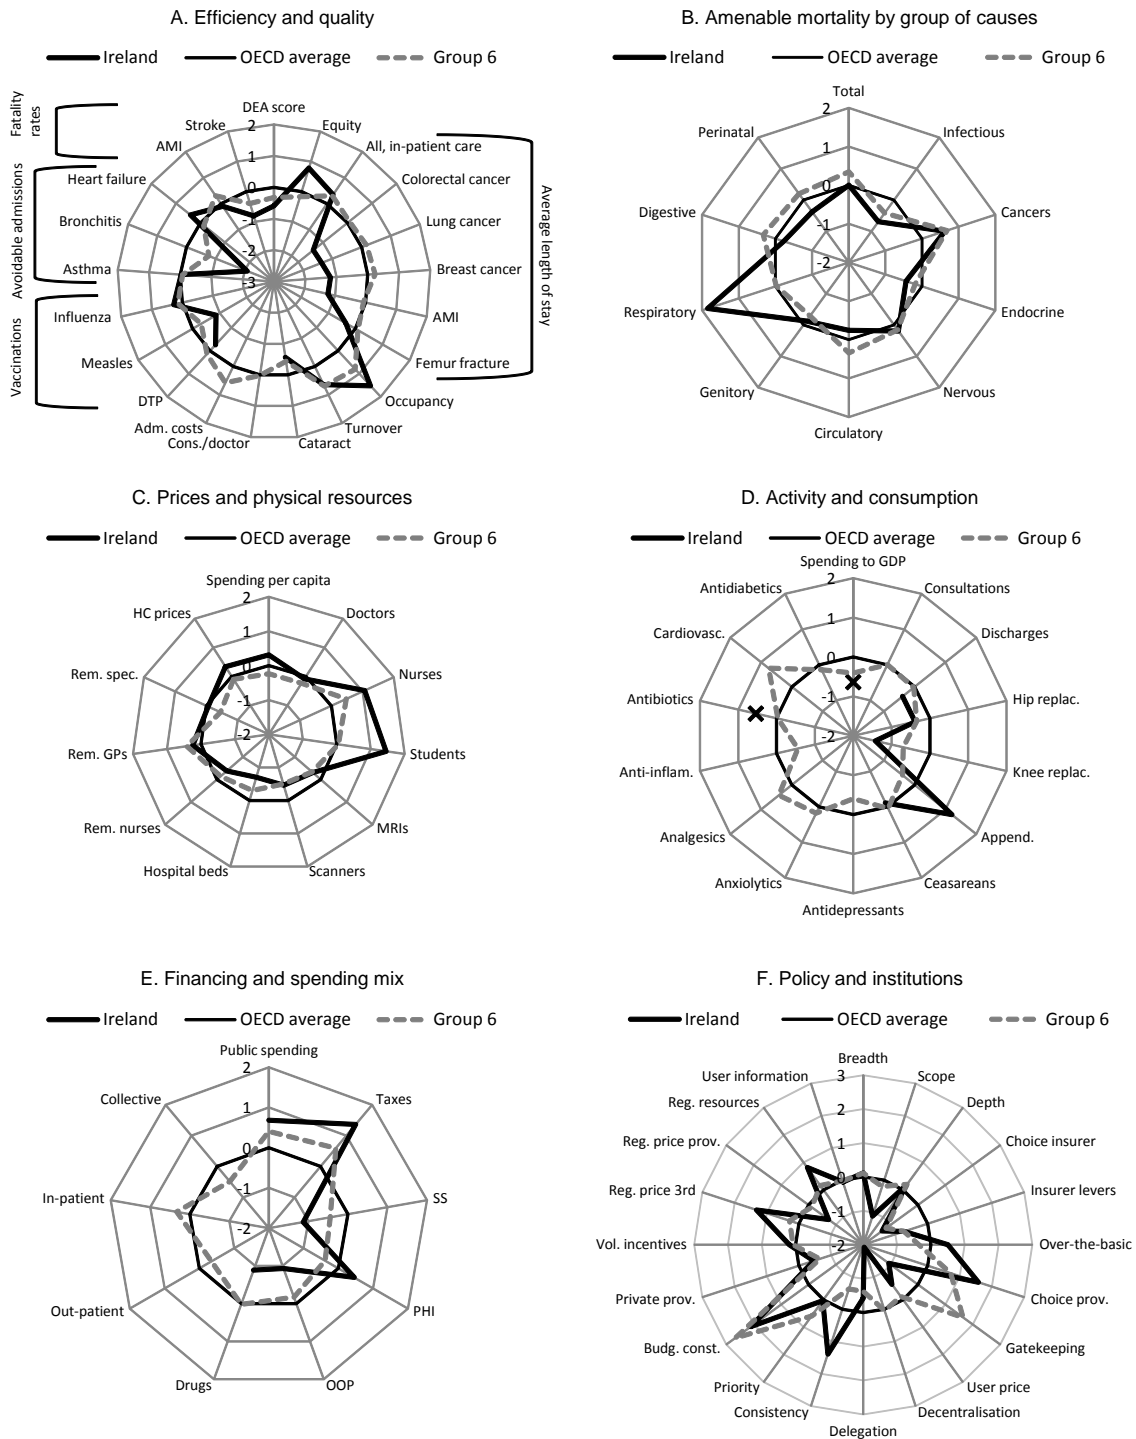 A. Efficiency and quality
Ireland OECD average Group 6
Fatality rates
Avoidable admissions
Vaccinations
Average length of stay
DEA score
Equity
All, in-patient care
Colorectal cancer
Lung cancer
Breast cancer
AMI
Femur fracture
Occupancy
Turnover
Cataract
Cons./doctor
Adm. costs
DTP
Measles
Influenza
Asthma
Bronchitis
Heart failure
AMI
Stroke
2
1
0
-1
-2
-3
B. Amenable mortality by group of causes
Ireland OECD average Group 6
Total
Infectious
Cancers
Endocrine
Nervous
Circulatory
Genitory
Respiratory
Digestive
Perinatal
2
1
0
-1
-2
C. Prices and physical resources
Ireland OECD average Group 6
Spending per capita
Doctors
Nurses
Students
MRIs
Scanners
Hospital beds
Rem. nurses
Rem. GPs
Rem. spec.
HC prices
2
1
0
-1
-2
D. Activity and consumption
Ireland OECD average Group 6
Spending to GDP
Consultations
Discharges
Hip replac.
Knee replac.
Append.
Ceasareans
Antidepressants
Anxiolytics
Analgesics
Anti-inflam.
Antibiotics
Cardiovasc.
Antidiabetics
2
1
0
-1
-2
E. Financing and spending mix
Ireland OECD average Group 6
Public spending
Taxes
SS
PHI
OOP
Drugs
Out-patient
In-patient
Collective
2
1
0
-1
-2
F. Policy and institutions
Ireland OECD average Group 6
Breadth
Scope
Depth
Choice insurer
Insurer levers
Over-the-basic
Choice prov.
Gatekeeping
User price
Decentralisation
Delegation
Consistency
Priority
Budg. const.
Private prov.
Vol. incentives
Reg. price 3rd
Reg. price prov.
Reg. resources
User information
3
2
1
0
-1
-2